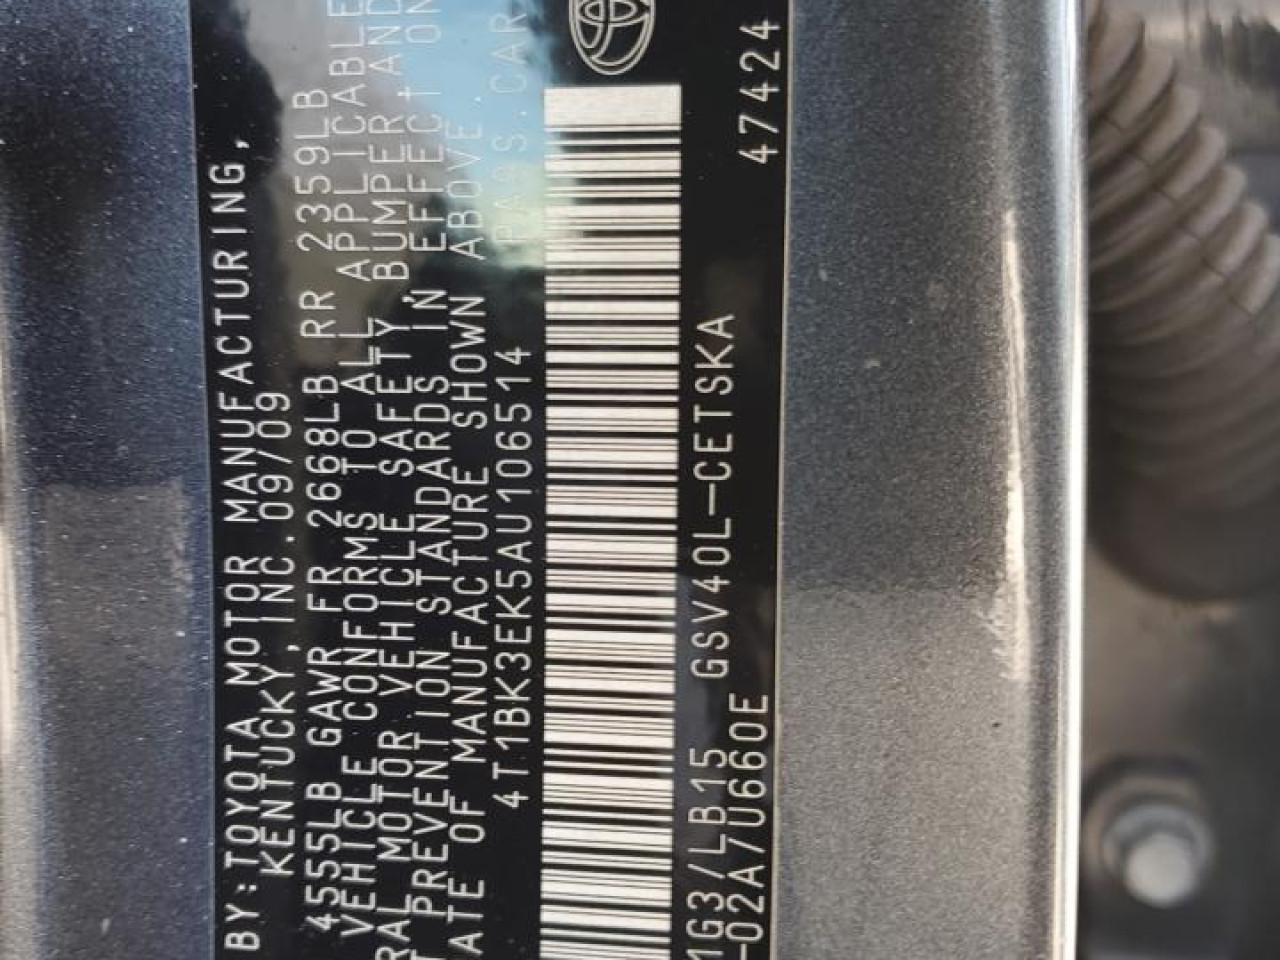 BY:TOYOTA MOTOR MANUFACTURING,
KENTUCKY,INC.09/09
4555LB GAWR FR 2668LB RR 2359LB
VEHICLE CONFORMS TO ALL APPLICABLE
RAL MOTOR VEHICLE SAFETY, BUMPER AND
T PREVENTION STANDARDS IN EFFECT ON
ATE OF MANUFACTURE SHOWN ABOVE.
4T1BK3EK5AU106514 PASS.CAR
1G3/LB15 GSV40L-CETSKA
-02A/U660E 47424